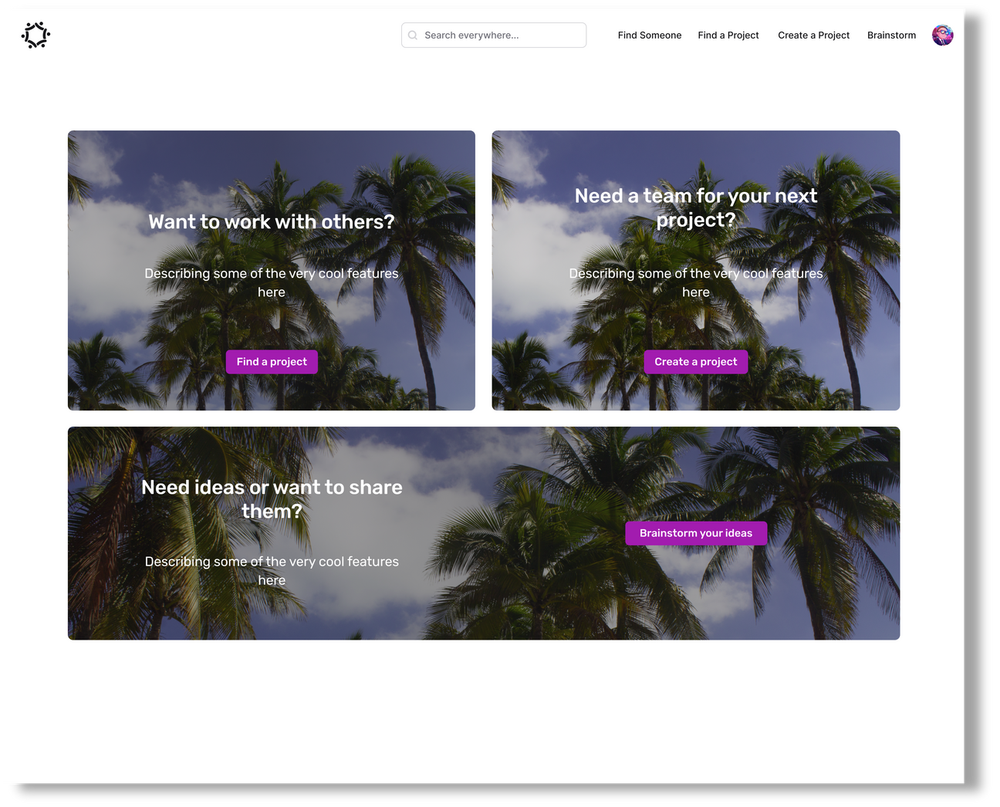 Search everywhere...
Find Someone
Find a Project
Create a Project
Brainstorm
Want to work with others?
Describing some of the very cool features
here
Find a project
Need a team for your next
project?
Describing some of the very cool features
here
Create a project
Need ideas or want to share
them?
Describing some of the very cool features
here
Brainstorm your ideas